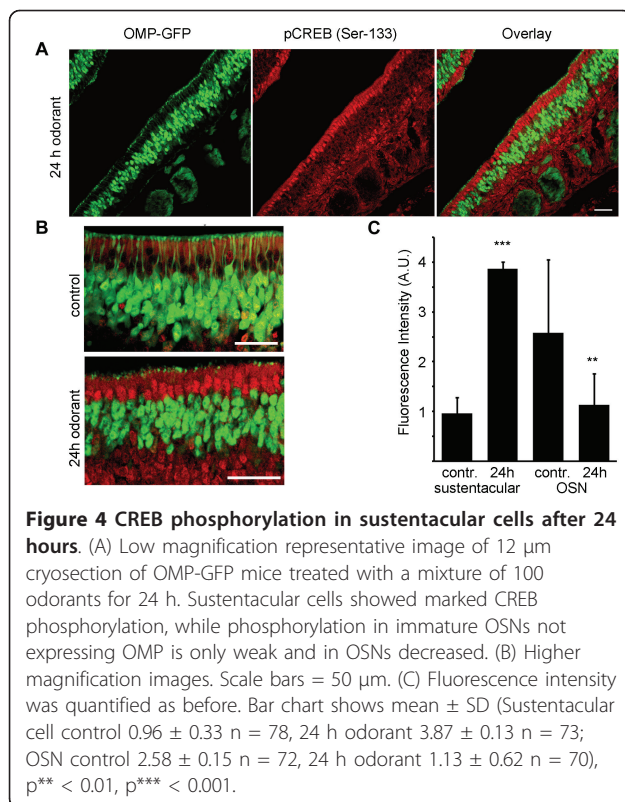 OMP-GFP pCREB (Ser-133) Overlay
A
24 h odorant
B
control
24h odorant
C
***
**
Fluorescence Intensity (A.U.)
4
3
2
1
contr. 24h contr. 24h
sustentacular OSN
Figure 4 CREB phosphorylation in sustentacular cells after 24
hours. (A) Low magnification representative image of 12 μm
cryosection of OMP-GFP mice treated with a mixture of 100
odorants for 24 h. Sustentacular cells showed marked CREB
phosphorylation, while phosphorylation in immature OSNs not
expressing OMP is only weak and in OSNs decreased. (B) Higher
magnification images. Scale bars = 50 μm. (C) Fluorescence intensity
was quantified as before. Bar chart shows mean ± SD (Sustentacular
cell control 0.96 ± 0.33 n = 78, 24 h odorant 3.87 ± 0.13 n = 73;
OSN control 2.58 ± 0.15 n = 72, 24 h odorant 1.13 ± 0.62 n = 70),
p** < 0.01, p*** < 0.001.